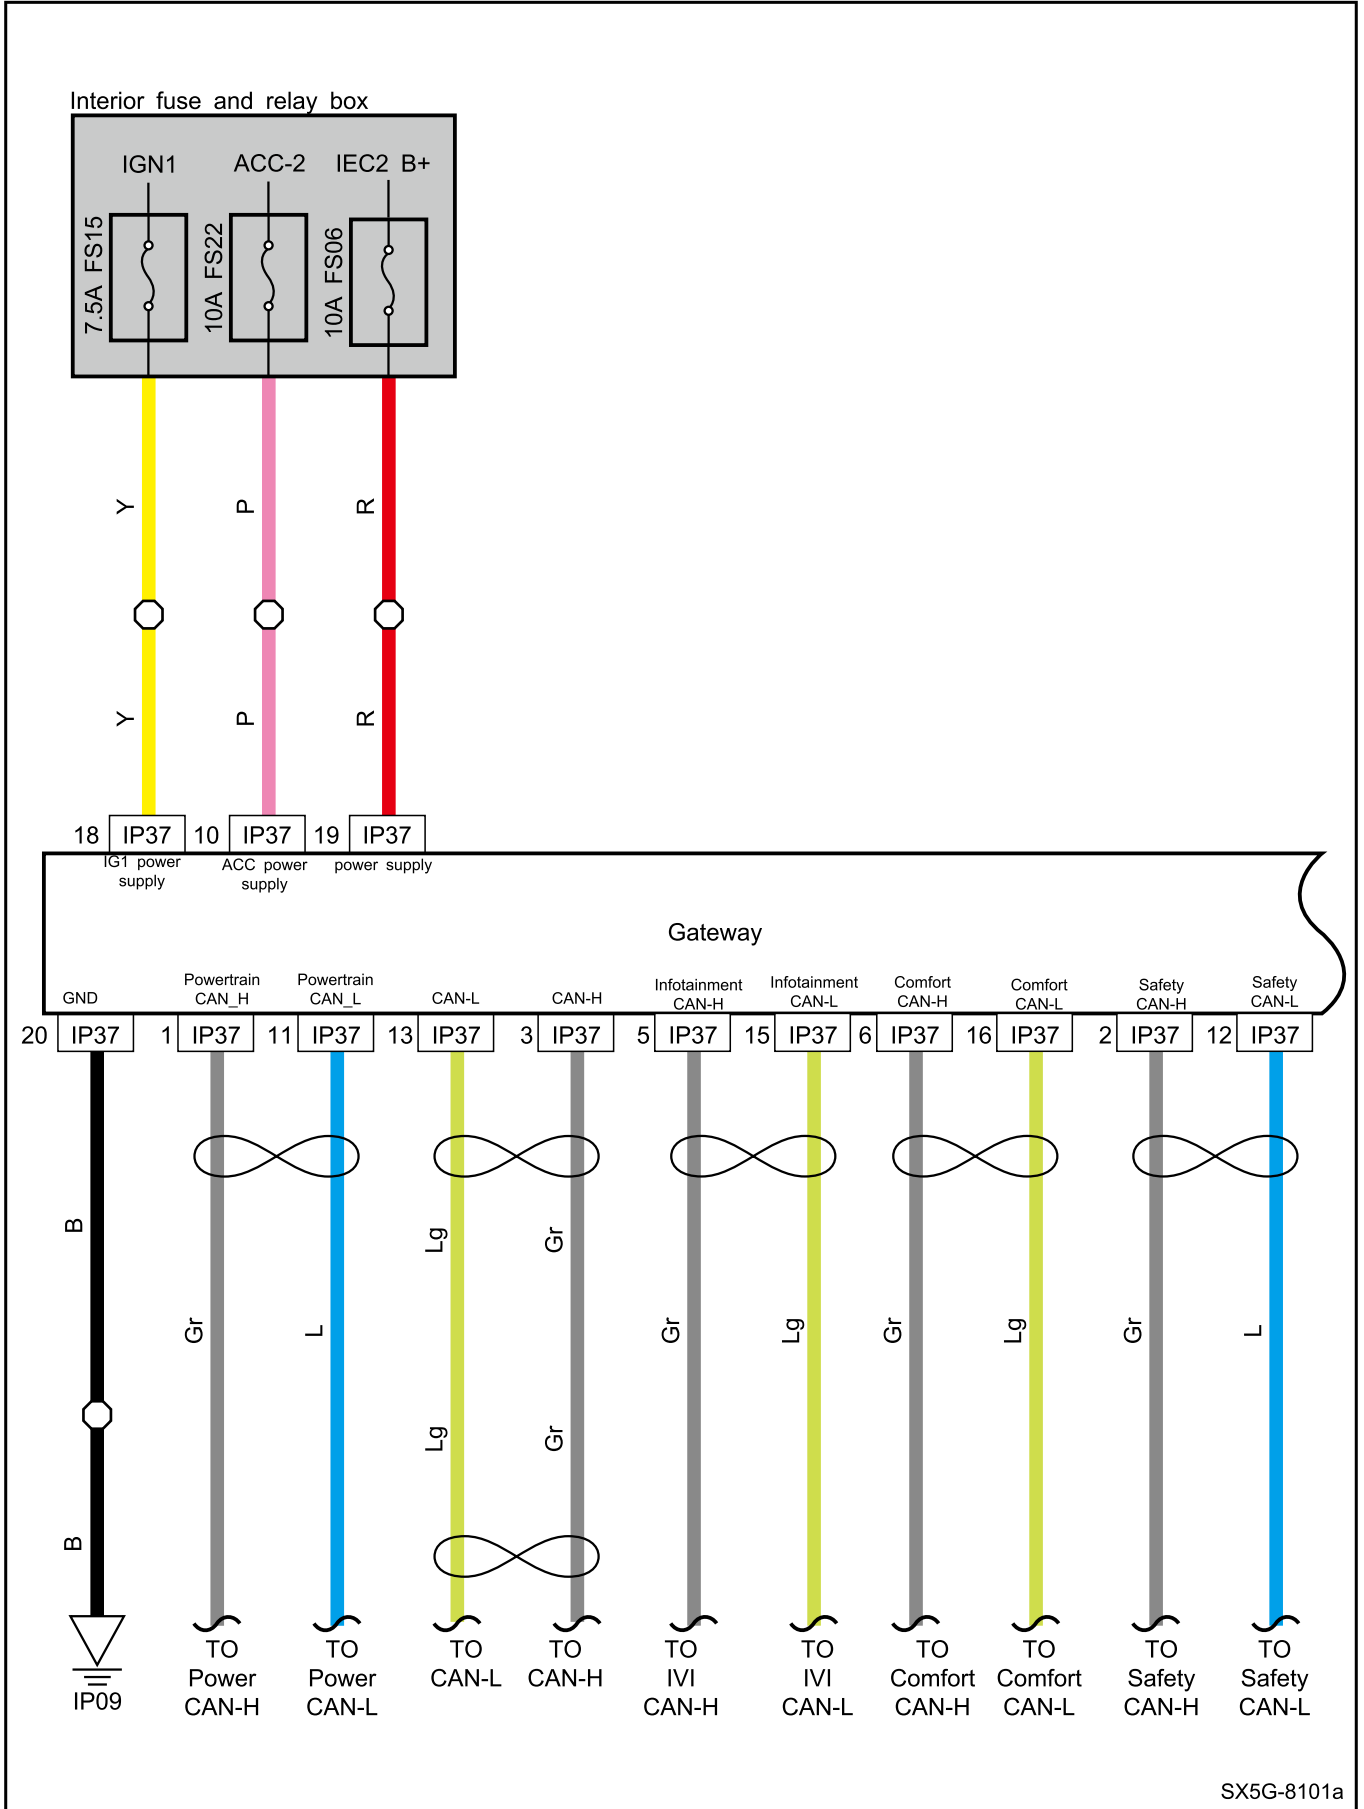 Interior fuse and relay box
IGN1
ACC-2
IEC2 B+
7.5A FS15
10A FS22
10A FS06
Y
P
R
Y
P
R
18
IP37
10
IP37
19
IP37
IG1 power
supply
ACC power
supply
power supply
Gateway
GND
Powertrain
CAN_H
Powertrain
CAN_L
CAN-L
CAN-H
Infotainment
CAN-H
Infotainment
CAN-L
Comfort
CAN-H
Comfort
CAN-L
Safety
CAN-H
Safety
CAN-L
20
IP37
1
IP37
11
IP37
13
IP37
3
IP37
5
IP37
15
IP37
6
IP37
16
IP37
2
IP37
12
IP37
B
Lg
Gr
Gr
L
Gr
Lg
Gr
Lg
Gr
L
Lg
Gr
B
IP09
TO
Power
CAN-H
TO
Power
CAN-L
TO
CAN-L
TO
CAN-H
TO
IVI
CAN-H
TO
IVI
CAN-L
TO
Comfort
CAN-H
TO
Comfort
CAN-L
TO
Safety
CAN-H
TO
Safety
CAN-L
SX5G-8101a